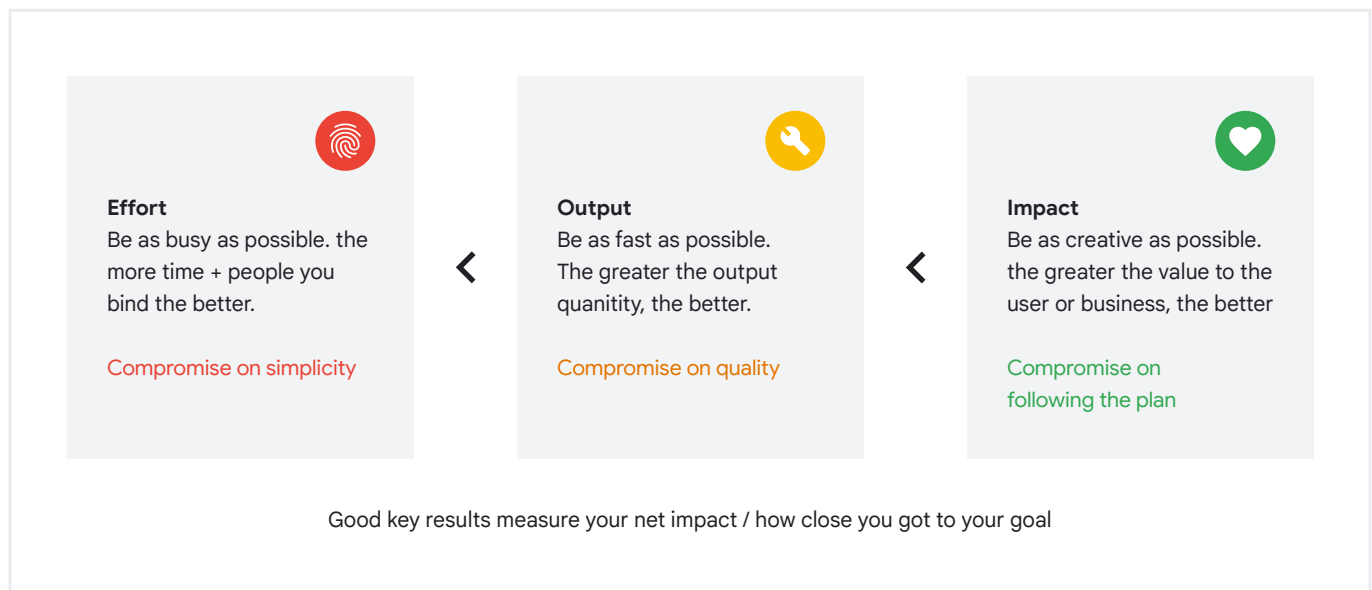 Effort
Be as busy as possible. the
more time + people you
bind the better.
Compromise on simplicity
Output
Be as fast as possible.
The greater the output
quanitity, the better.
Compromise on quality
Impact
Be as creative as possible.
the greater the value to the
user or business, the better
Compromise on
following the plan
Good key results measure your net impact / how close you got to your goal